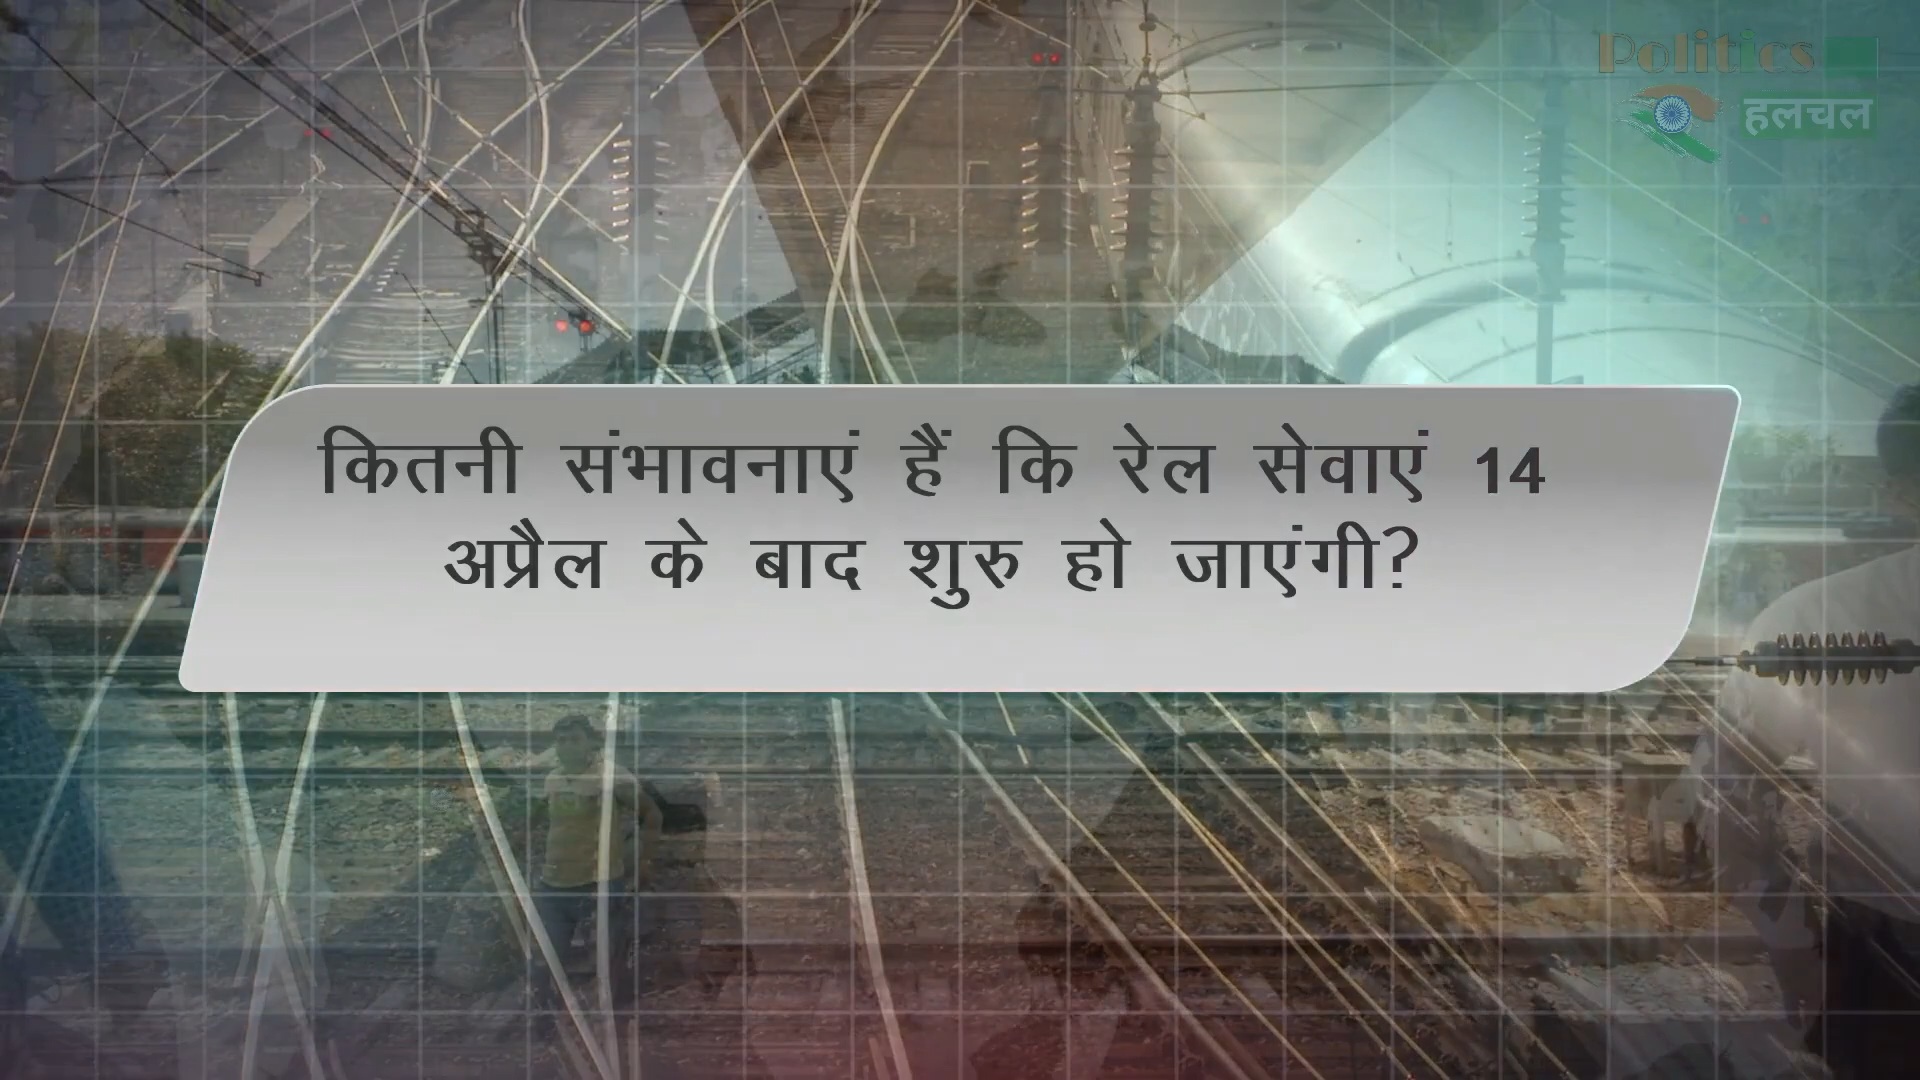 Politics
हलचल
कितनी संभावनाएं हैं कि रेल सेवाएं 14
अप्रैल के बाद शुरु हो जाएंगी?